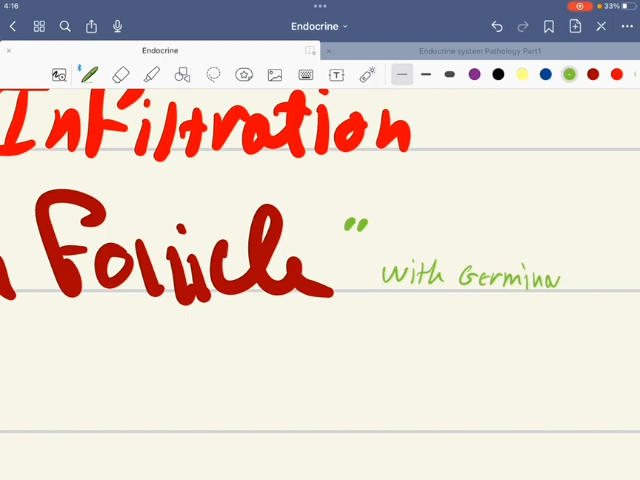 4:16
33%
Endocrine
Endocrine
Endocrine system Pathology Part1
Infiltration
Follicle " with Germina